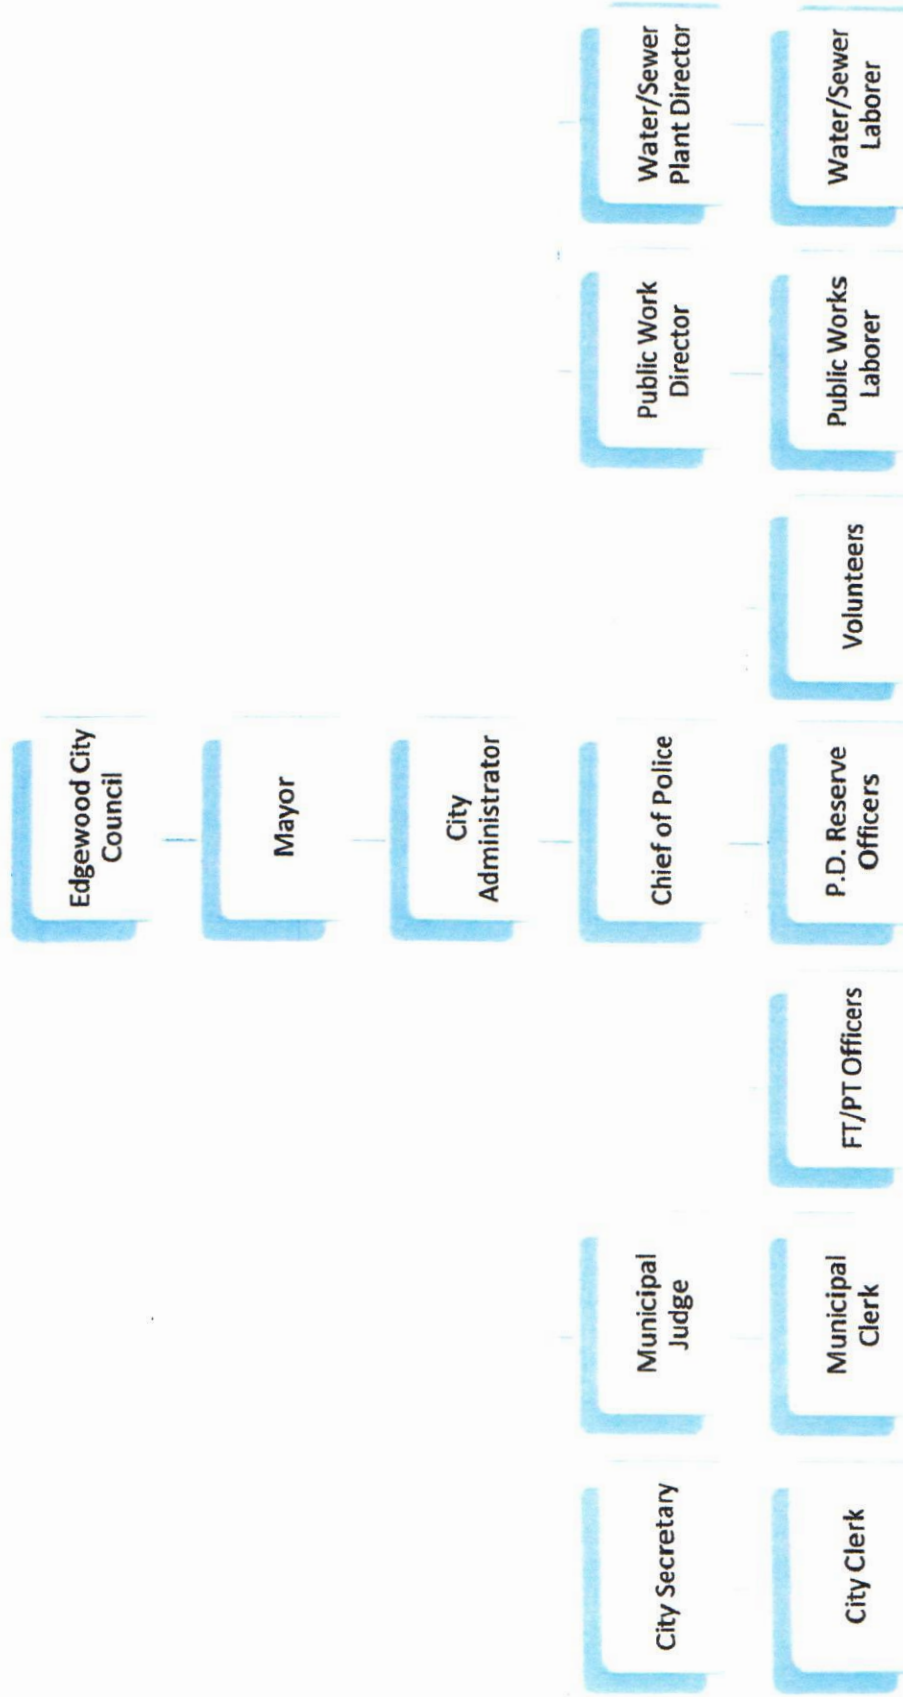 Edgewood City
Council
Mayor
City
Administrator
City Secretary
Municipal
Judge
Chief of Police
Public Work
Director
Water/Sewer
Plant Director
City Clerk
Municipal
Clerk
FT/PT Officers
P.D. Reserve
Officers
Volunteers
Public Works
Laborer
Water/Sewer
Laborer